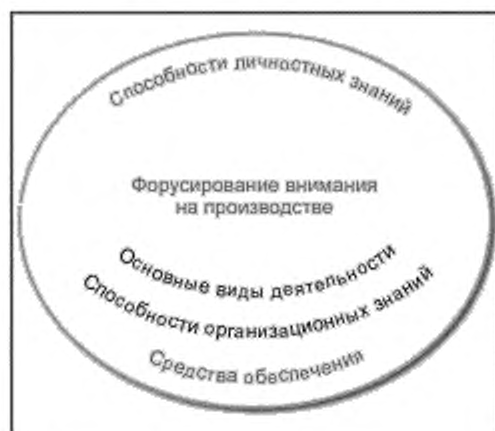 Способности личностных знаний
Форусирование внимания
на производстве
Основные виды деятельности
Способности организационных знаний
Средства обеспечения